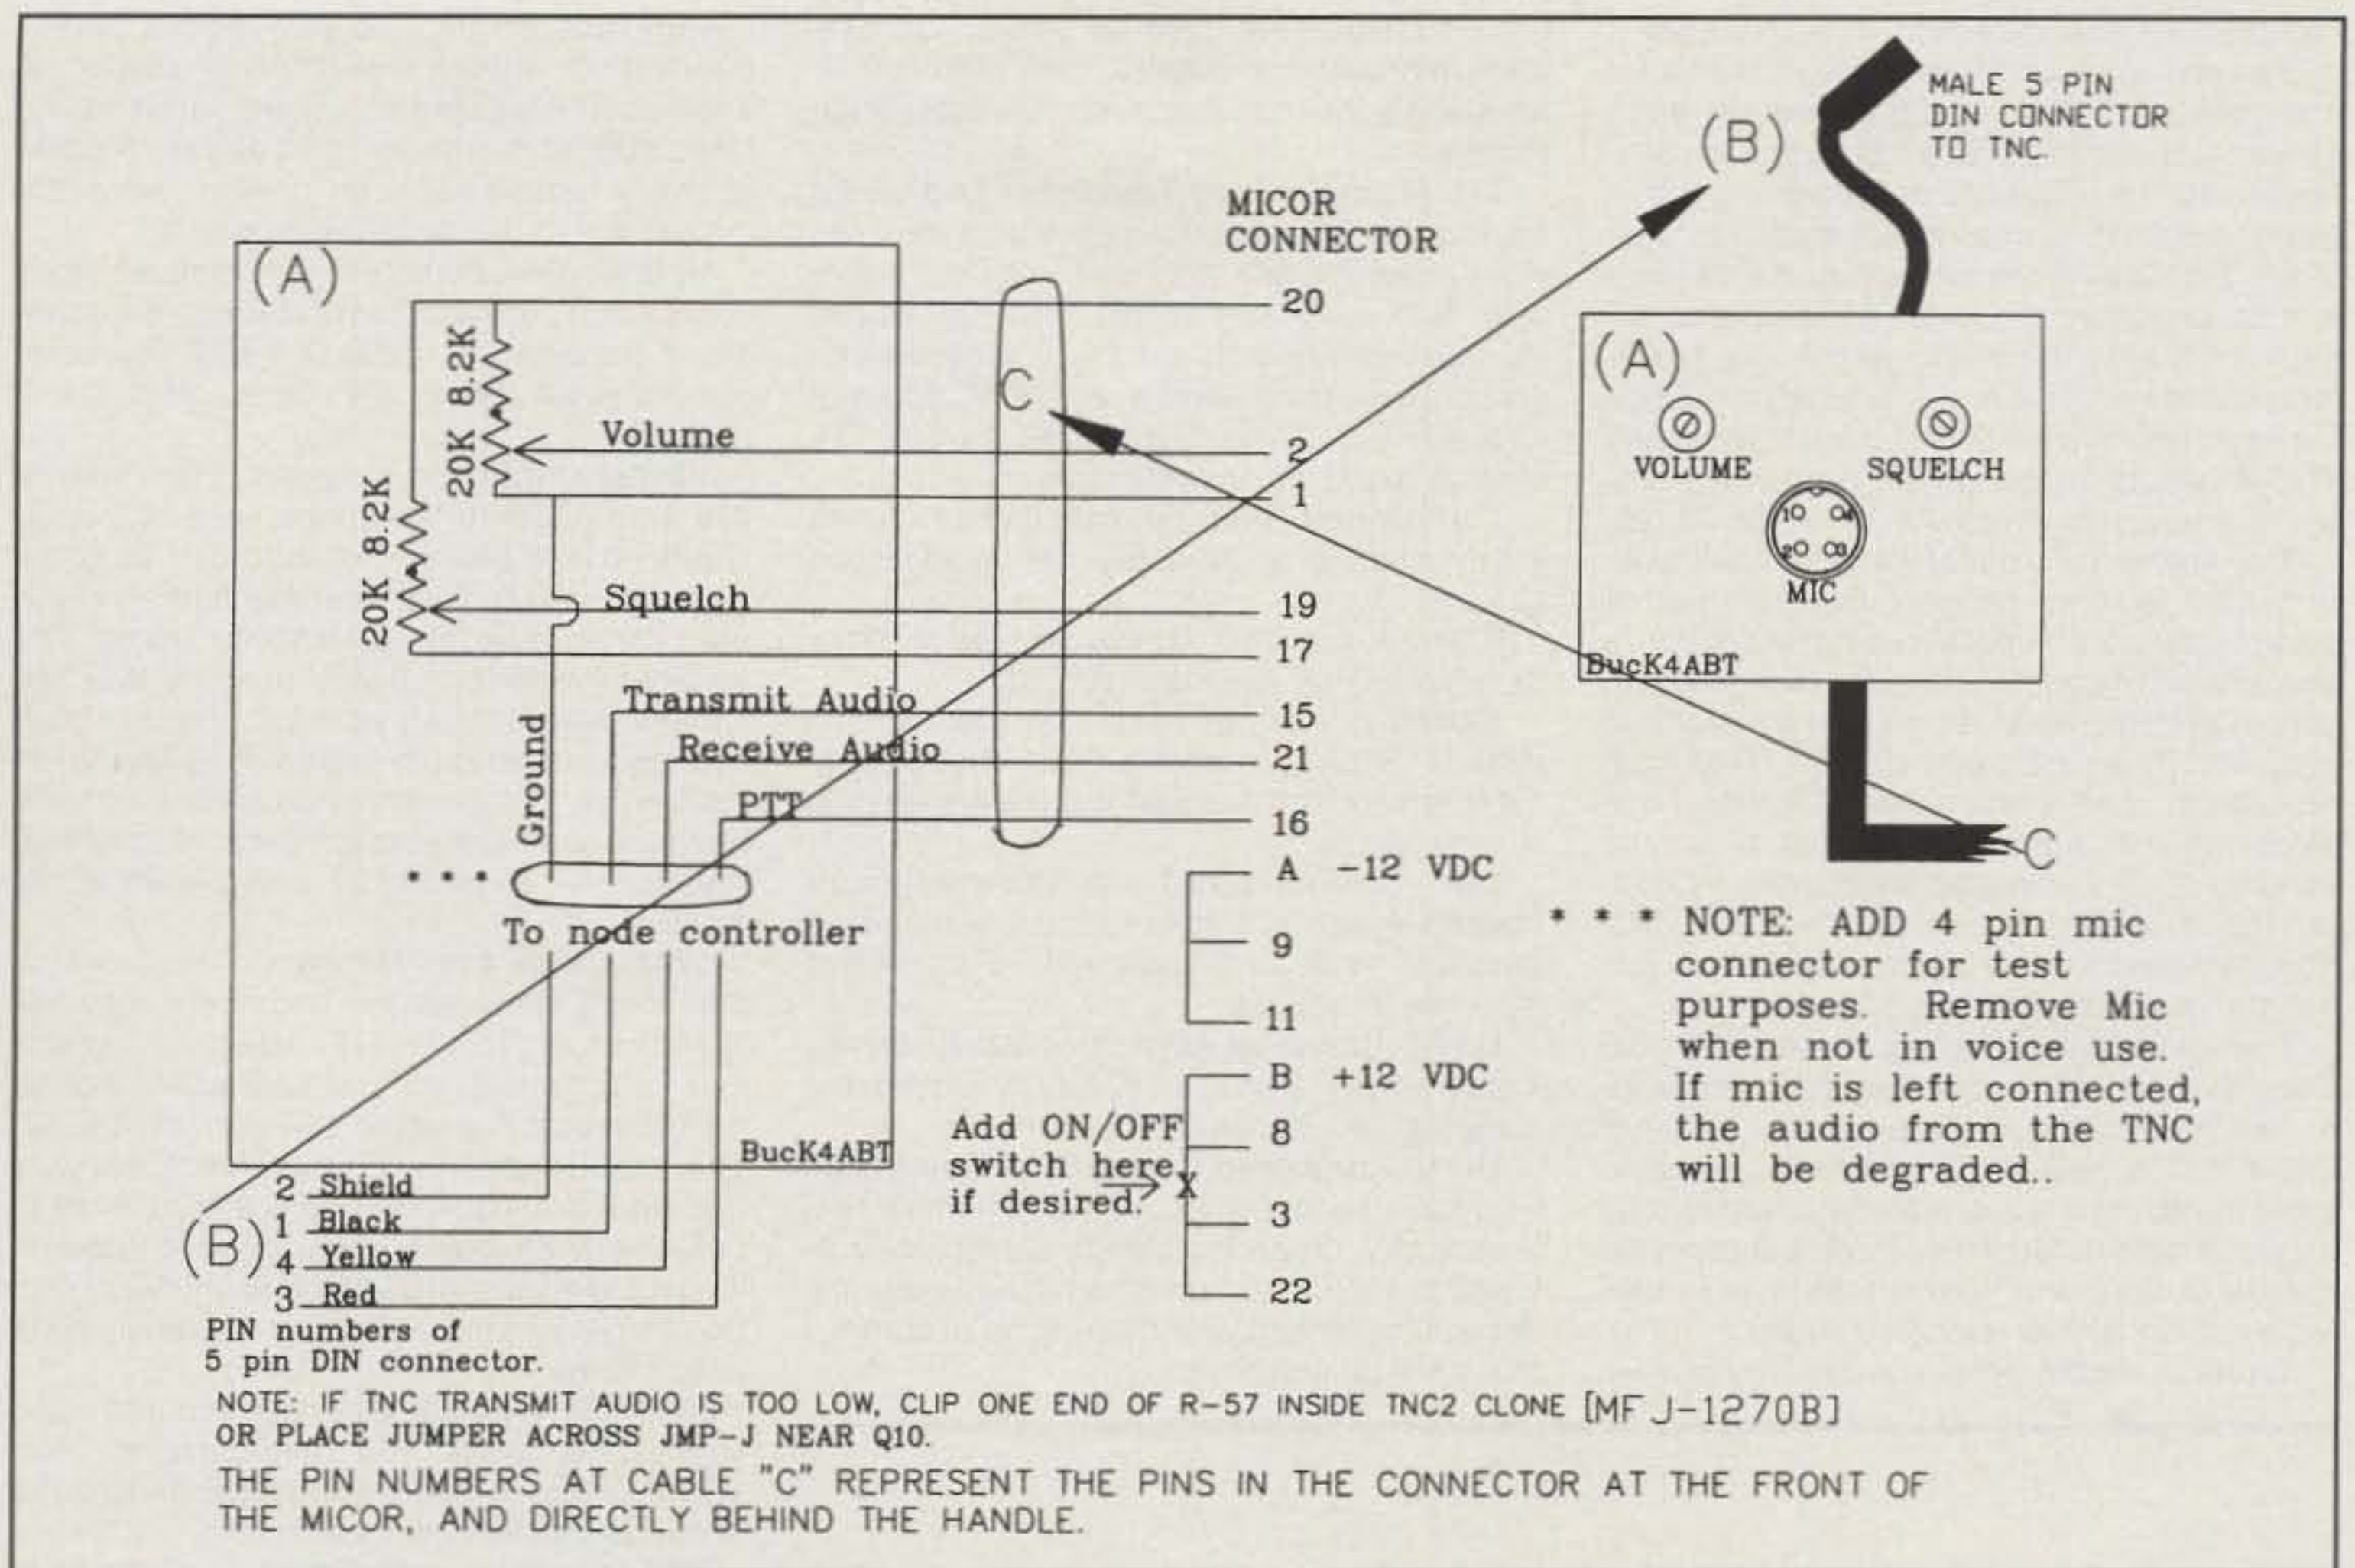 MALE 5 PIN
DIN CONNECTOR
TO TNC.
(B)
MICOR
CONNECTOR
(A)
20
8.2K
20K
Volume
2
1
C
8.2K
20K
Squelch
19
17
Transmit Audio
15
Receive Audio
21
PTT
16
Ground
* * *
To node controller
A -12 VDC
9
11
B +12 VDC
8
3
22
Add ON/OFF
switch here
if desired.
X
BucK4ABT
(B)
2 Shield
1 Black
4 Yellow
3 Red
PIN numbers of
5 pin DIN connector.
(A)
VOLUME
SQUELCH
1 4
2 3
MIC
BucK4ABT
C
* * * NOTE: ADD 4 pin mic
connector for test
purposes. Remove Mic
when not in voice use.
If mic is left connected,
the audio from the TNC
will be degraded..
NOTE: IF TNC TRANSMIT AUDIO IS TOO LOW, CLIP ONE END OF R-57 INSIDE TNC2 CLONE [MFJ-1270B]
OR PLACE JUMPER ACROSS JMP-J NEAR Q10.
THE PIN NUMBERS AT CABLE "C" REPRESENT THE PINS IN THE CONNECTOR AT THE FRONT OF
THE MICOR, AND DIRECTLY BEHIND THE HANDLE.